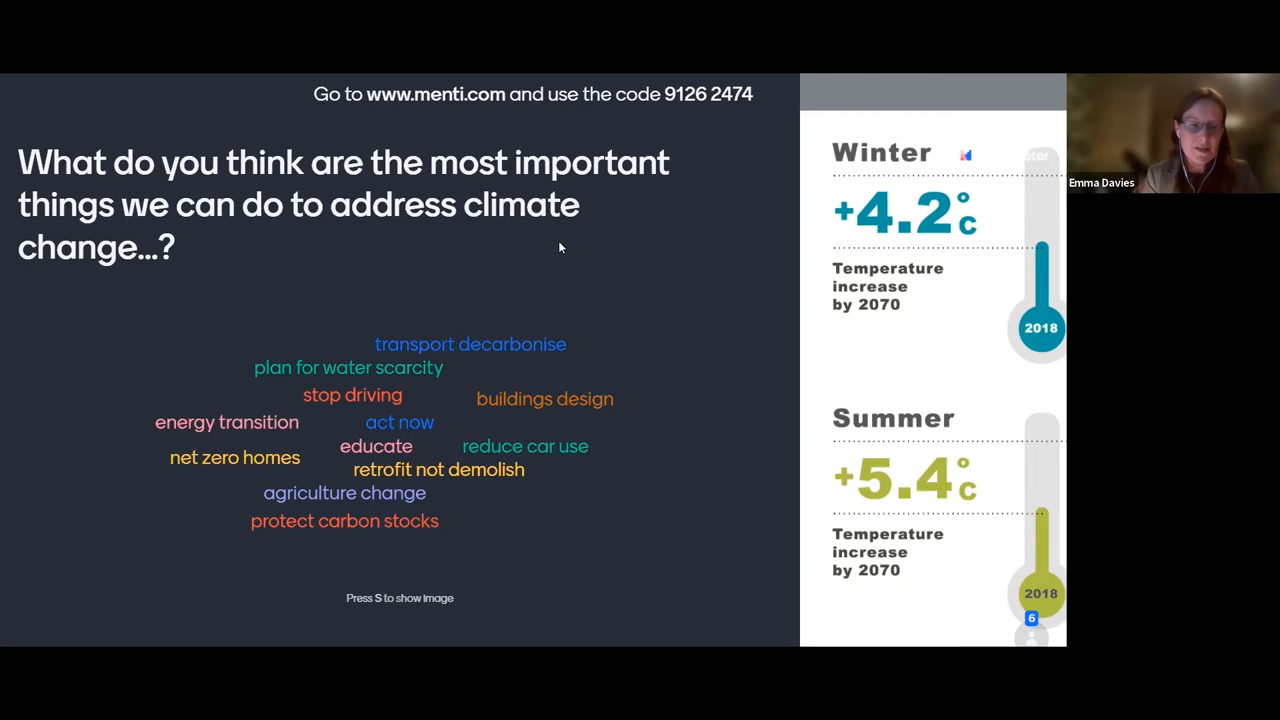 Go to www.menti.com and use the code 9126 2474
What do you think are the most important
things we can do to address climate
change...?
transport decarbonise
plan for water scarcity
stop driving
buildings design
energy transition
act now
educate
reduce car use
net zero homes
retrofit not demolish
agriculture change
protect carbon stocks
Press S to show image
Winter
+4.2°C
Temperature
increase
by 2070
2018
Summer
+5.4°C
Temperature
increase
by 2070
2018
6
Emma Davies